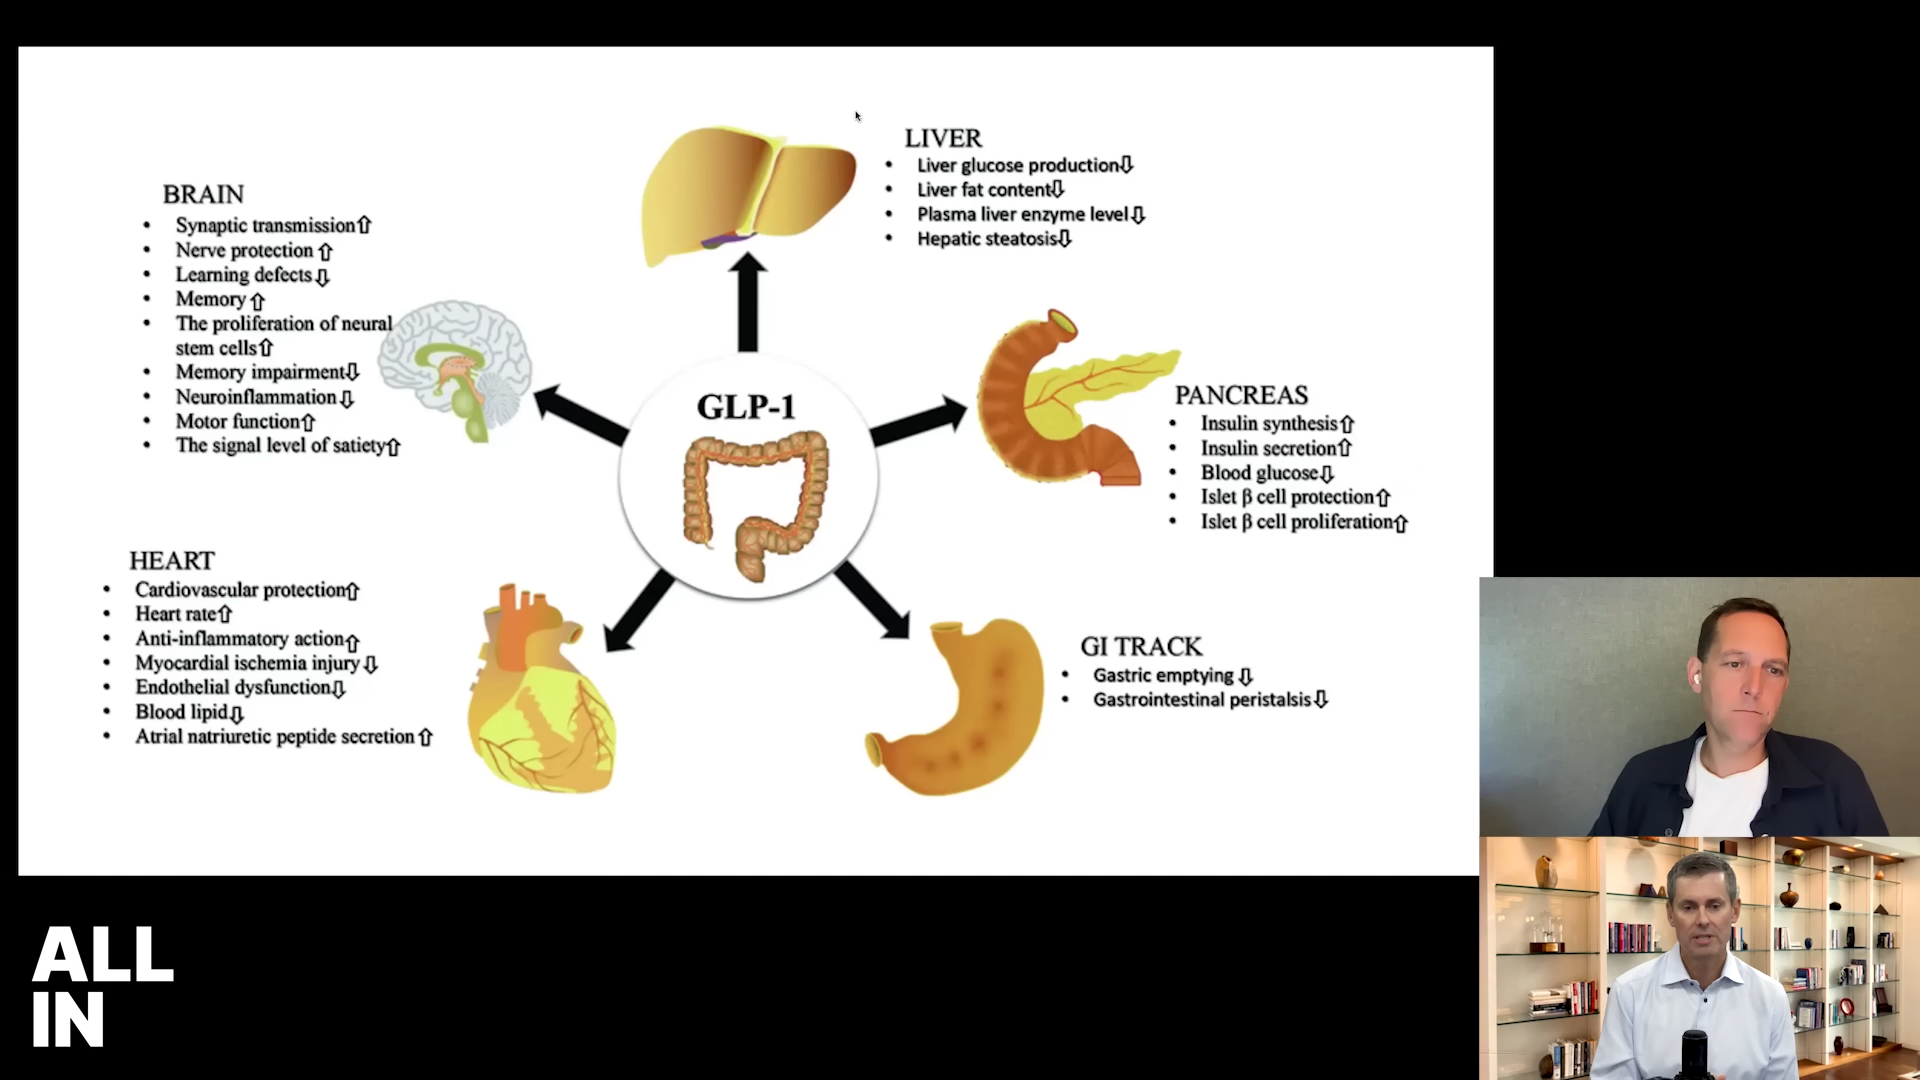 LIVER
• Liver glucose production⇩
• Liver fat content⇩
• Plasma liver enzyme level⇩
• Hepatic steatosis⇩
BRAIN
• Synaptic transmission⇧
• Nerve protection ⇧
• Learning defects⇩
• Memory⇧
• The proliferation of neural
stem cells⇧
• Memory impairment⇩
• Neuroinflammation⇩
• Motor function⇧
• The signal level of satiety⇧
GLP-1
PANCREAS
• Insulin synthesis⇧
• Insulin secretion⇧
• Blood glucose⇩
• Islet β cell protection⇧
• Islet β cell proliferation⇧
HEART
• Cardiovascular protection⇧
• Heart rate⇧
• Anti-inflammatory action⇧
• Myocardial ischemia injury⇩
• Endothelial dysfunction⇩
• Blood lipid⇩
• Atrial natriuretic peptide secretion⇧
GI TRACK
• Gastric emptying ⇩
• Gastrointestinal peristalsis⇩
ALL
IN